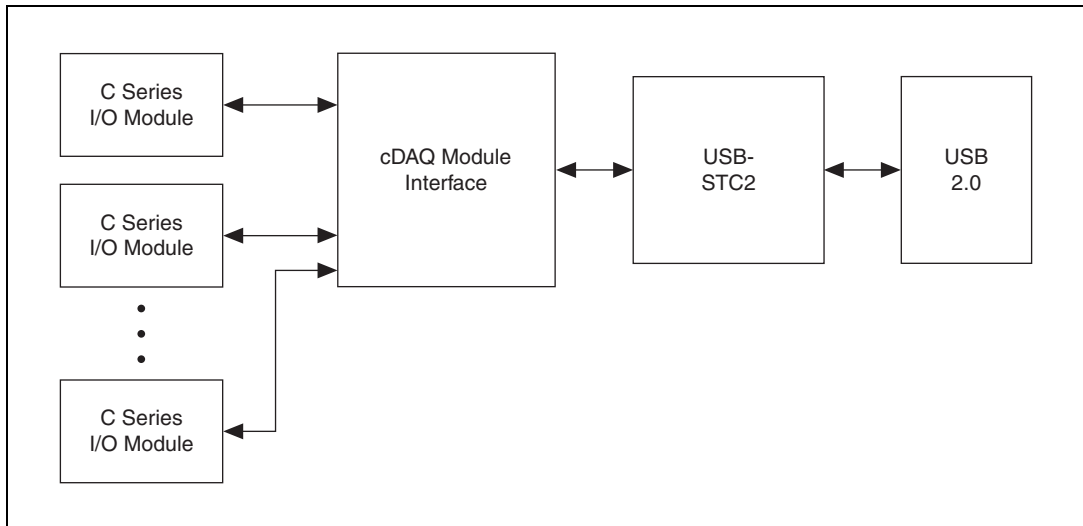 C Series
I/O Module
C Series
I/O Module
C Series
I/O Module
cDAQ Module
Interface
USB-
STC2
USB
2.0